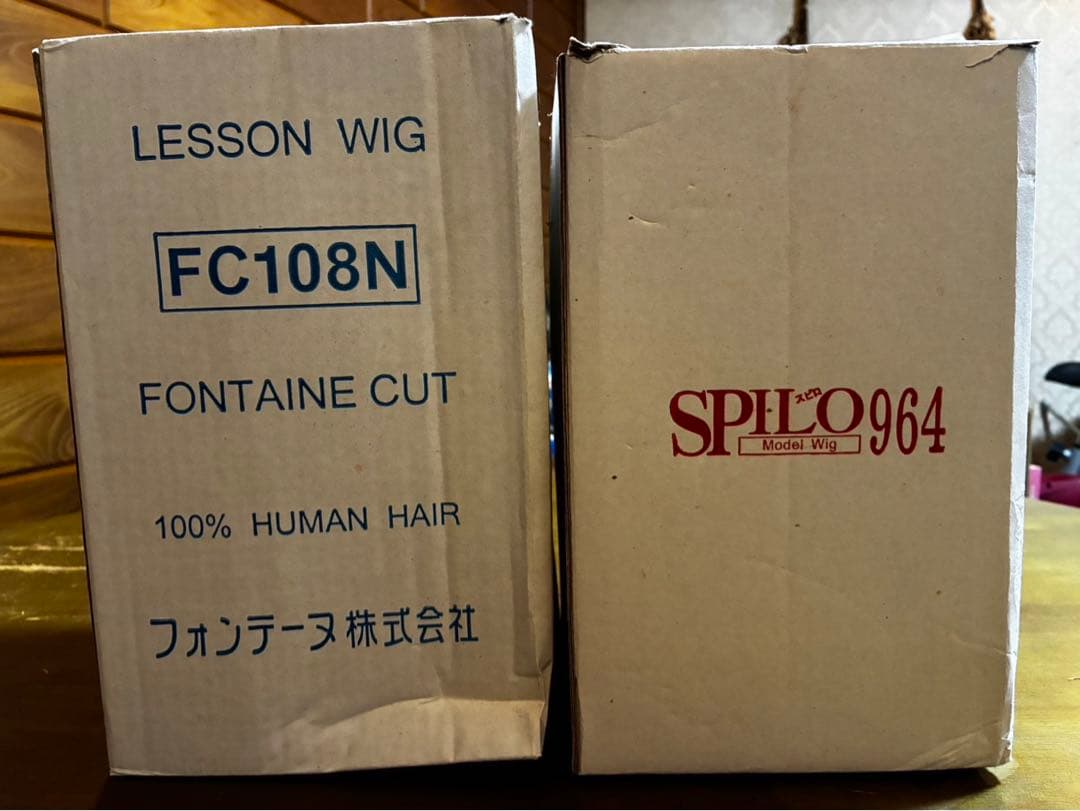 LESSON WIG
FC108N
FONTAINE CUT
100% HUMAN HAIR
フォンテーヌ株式会社
スピロ
SPILO 964
Model Wig